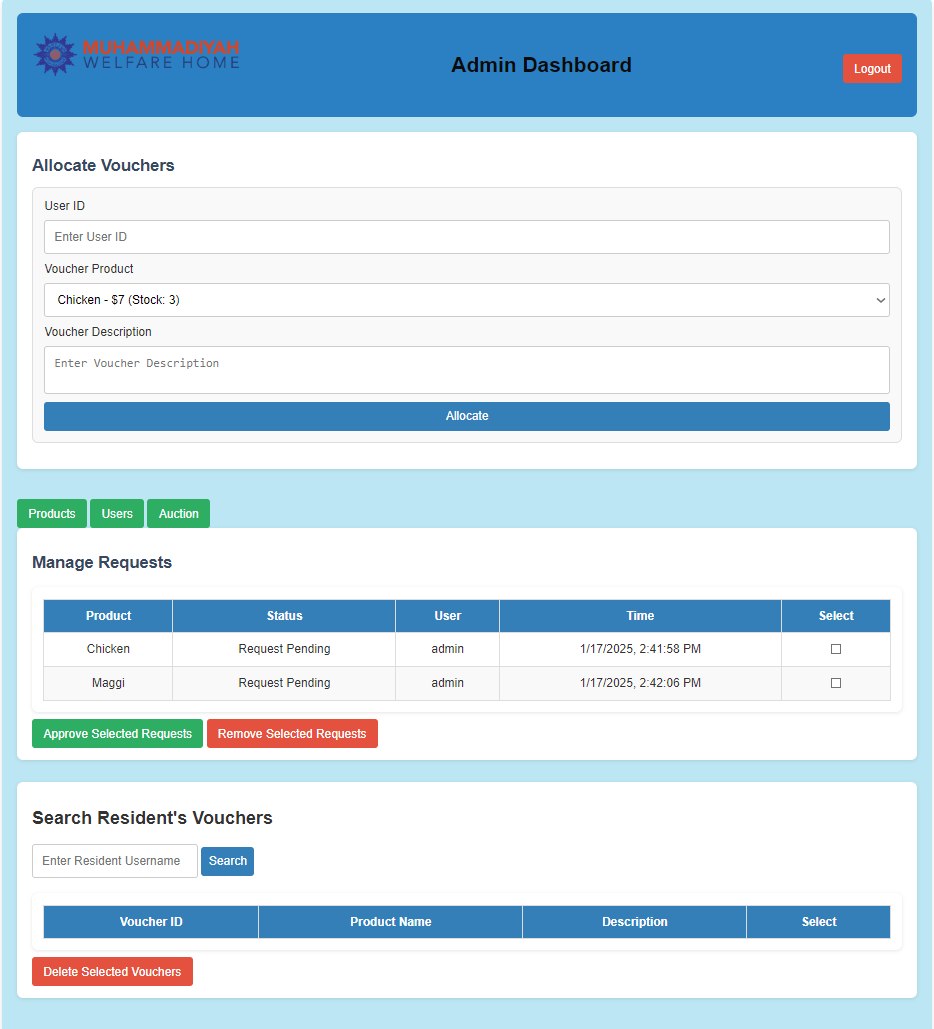 MUHAMMADIYAH
WELFARE HOME
Admin Dashboard
Logout
Allocate Vouchers
User ID
Enter User ID
Voucher Product
Chicken - $7 (Stock: 3)
Voucher Description
Enter Voucher Description
Allocate
Products Users Auction
Manage Requests
Product Status User Time Select
Chicken Request Pending admin 1/17/2025, 2:41:58 PM
Maggi Request Pending admin 1/17/2025, 2:42:06 PM
Approve Selected Requests Remove Selected Requests
Search Resident's Vouchers
Enter Resident Username Search
Voucher ID Product Name Description Select
Delete Selected Vouchers